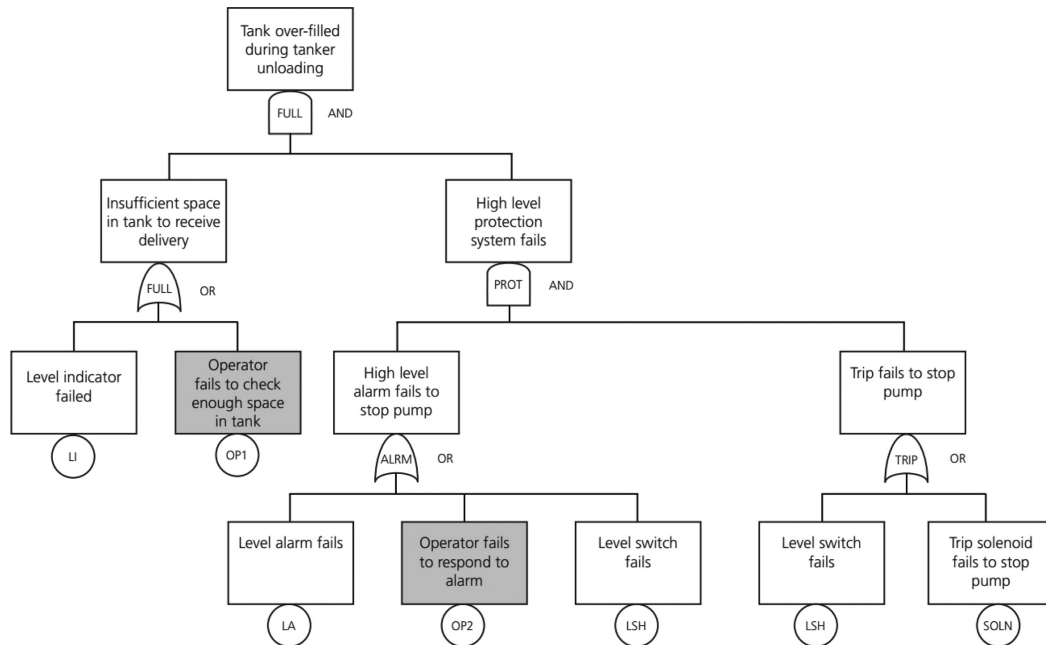 Tank over-filled
during tanker
unloading
FULL
AND
Insufficient space
in tank to receive
delivery
High level
protection
system fails
FULL
OR
PROT
AND
Level indicator
failed
Operator
fails to check
enough space
in tank
High level
alarm fails to
stop pump
Trip fails to stop
pump
LI
OP1
ALRM
OR
TRIP
OR
Level alarm fails
Operator fails
to respond to
alarm
Level switch
fails
Level switch
fails
Trip solenoid
fails to stop
pump
LA
OP2
LSH
LSH
SOLN